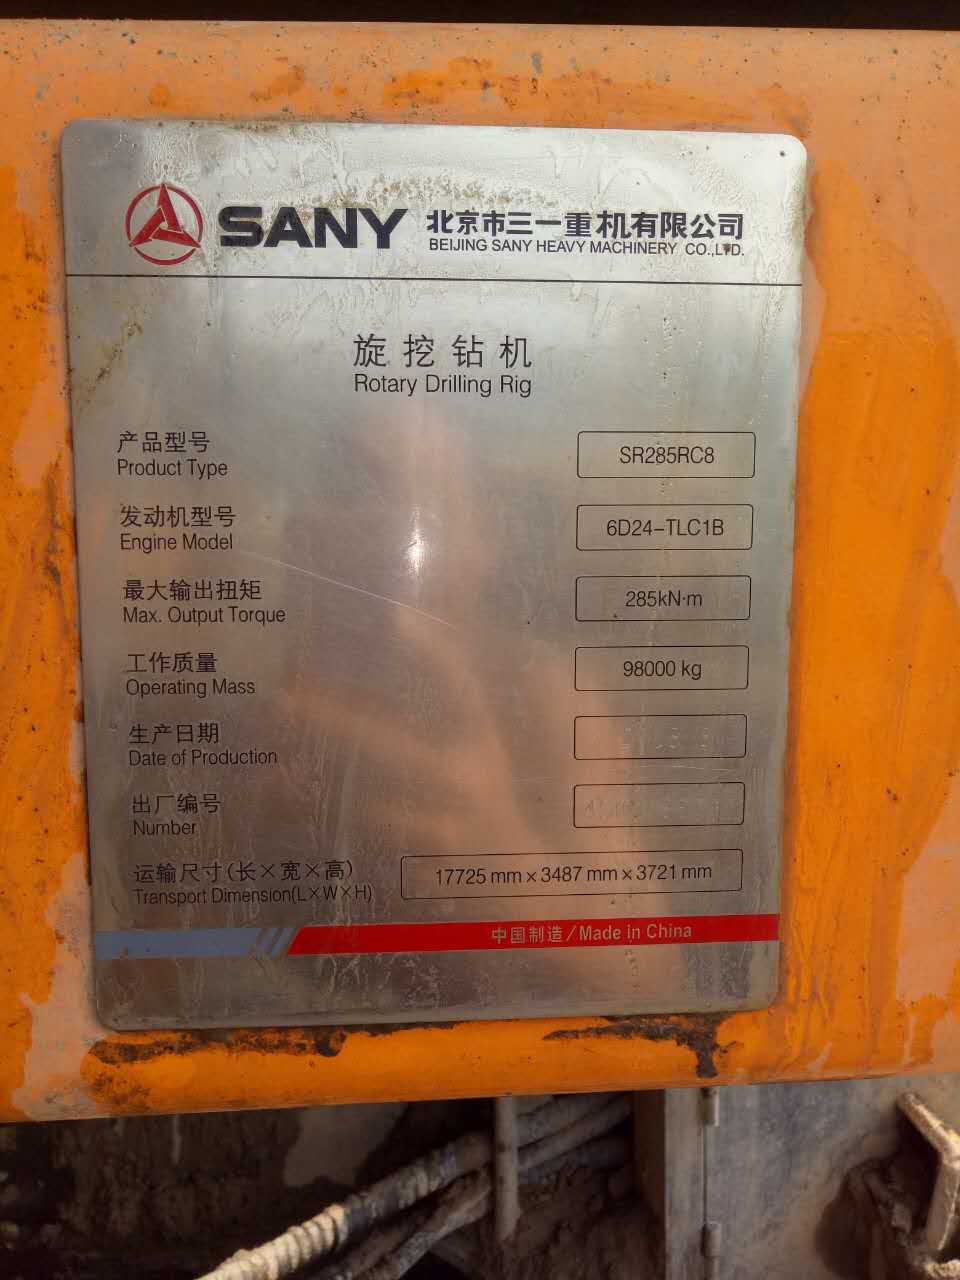 SANY 北京市三一重机有限公司
BEIJING SANY HEAVY MACHINERY CO.,LTD.
旋挖钻机
Rotary Drilling Rig
产品型号
Product Type
SR285RC8
发动机型号
Engine Model
6D24-TLC1B
最大输出扭矩
Max. Output Torque
285kN·m
工作质量
Operating Mass
98000 kg
生产日期
Date of Production
出厂编号
Number
运输尺寸(长×宽×高)
Transport Dimension(L×W×H)
17725 mm x 3487 mm x 3721 mm
中国制造/Made in China